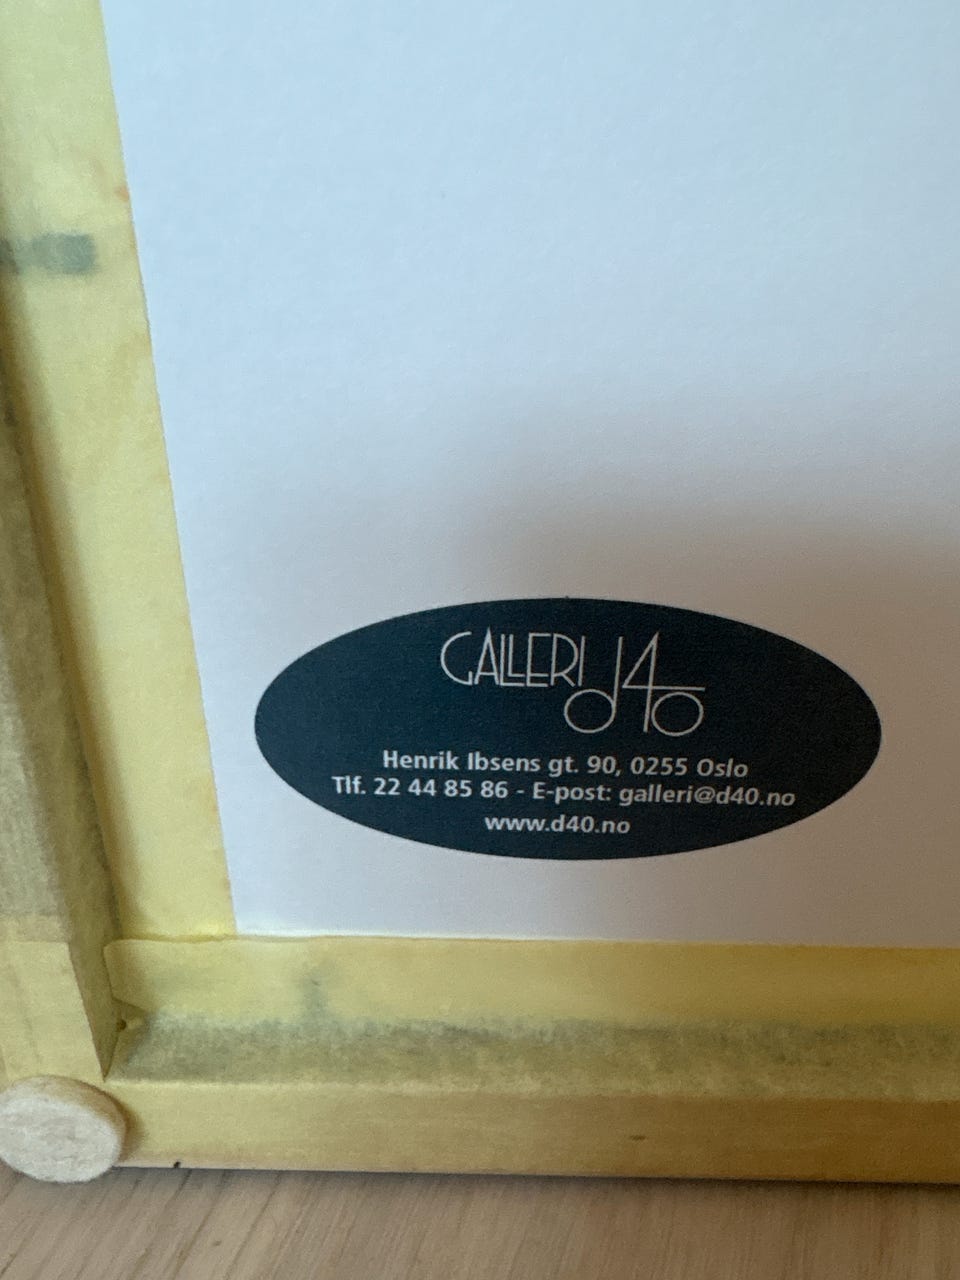 GALLERI d40
Henrik Ibsens gt. 90, 0255 Oslo
Tlf. 22 44 85 86 - E-post: galleri@d40.no
www.d40.no